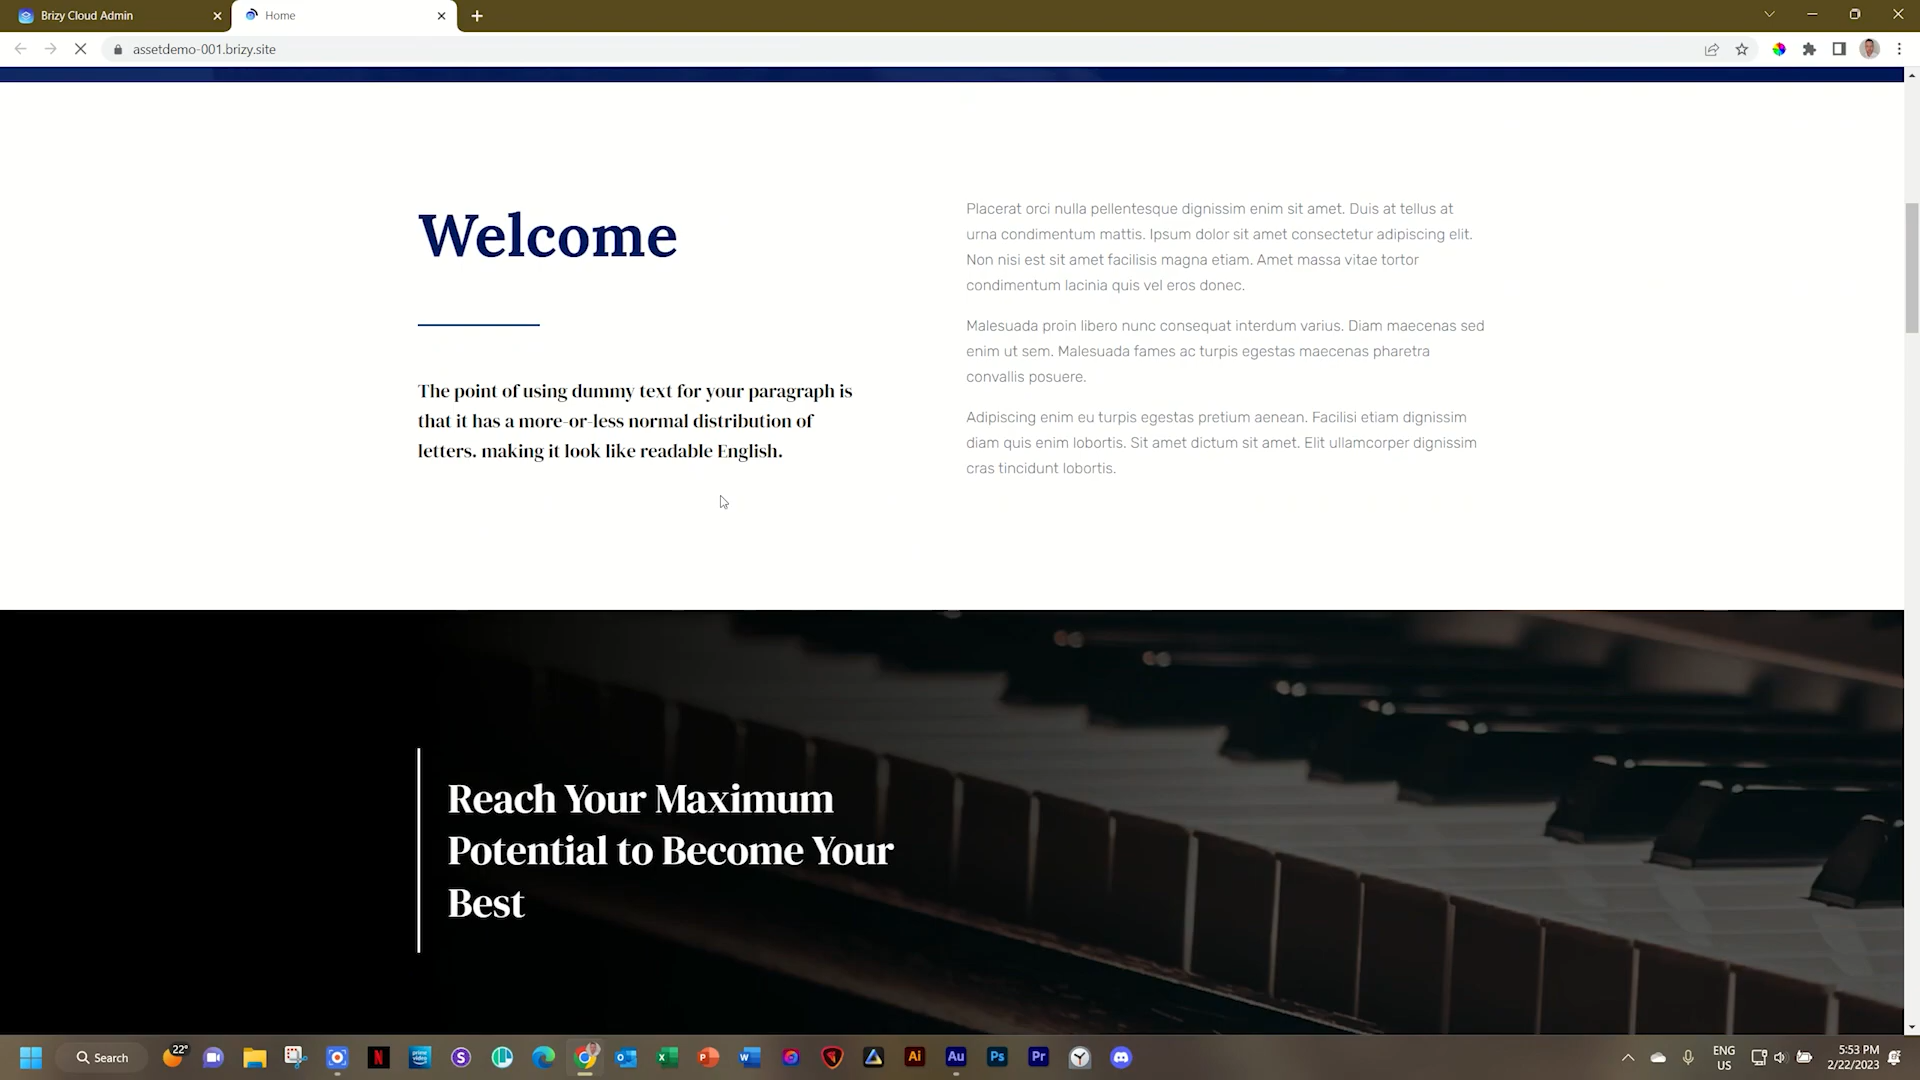 Brizy Cloud Admin
Home
assetdemo-001.brizy.site
Welcome
The point of using dummy text for your paragraph is
that it has a more-or-less normal distribution of
letters. making it look like readable English.
Placerat orci nulla pellentesque dignissim enim sit amet. Duis at tellus at
urna condimentum mattis. Ipsum dolor sit amet consectetur adipiscing elit.
Non nisi est sit amet facilisis magna etiam. Amet massa vitae tortor
condimentum lacinia quis vel eros donec.
Malesuada proin libero nunc consequat interdum varius. Diam maecenas sed
enim ut sem. Malesuada fames ac turpis egestas maecenas pharetra
convallis posuere.
Adipiscing enim eu turpis egestas pretium aenean. Facilisi etiam dignissim
diam quis enim lobortis. Sit amet dictum sit amet. Elit ullamcorper dignissim
cras tincidunt lobortis.
Reach Your Maximum
Potential to Become Your
Best
Search
22°
N
prime video
S
Ai
Au
Ps
Pr
ENG
US
5:53 PM
2/22/2023